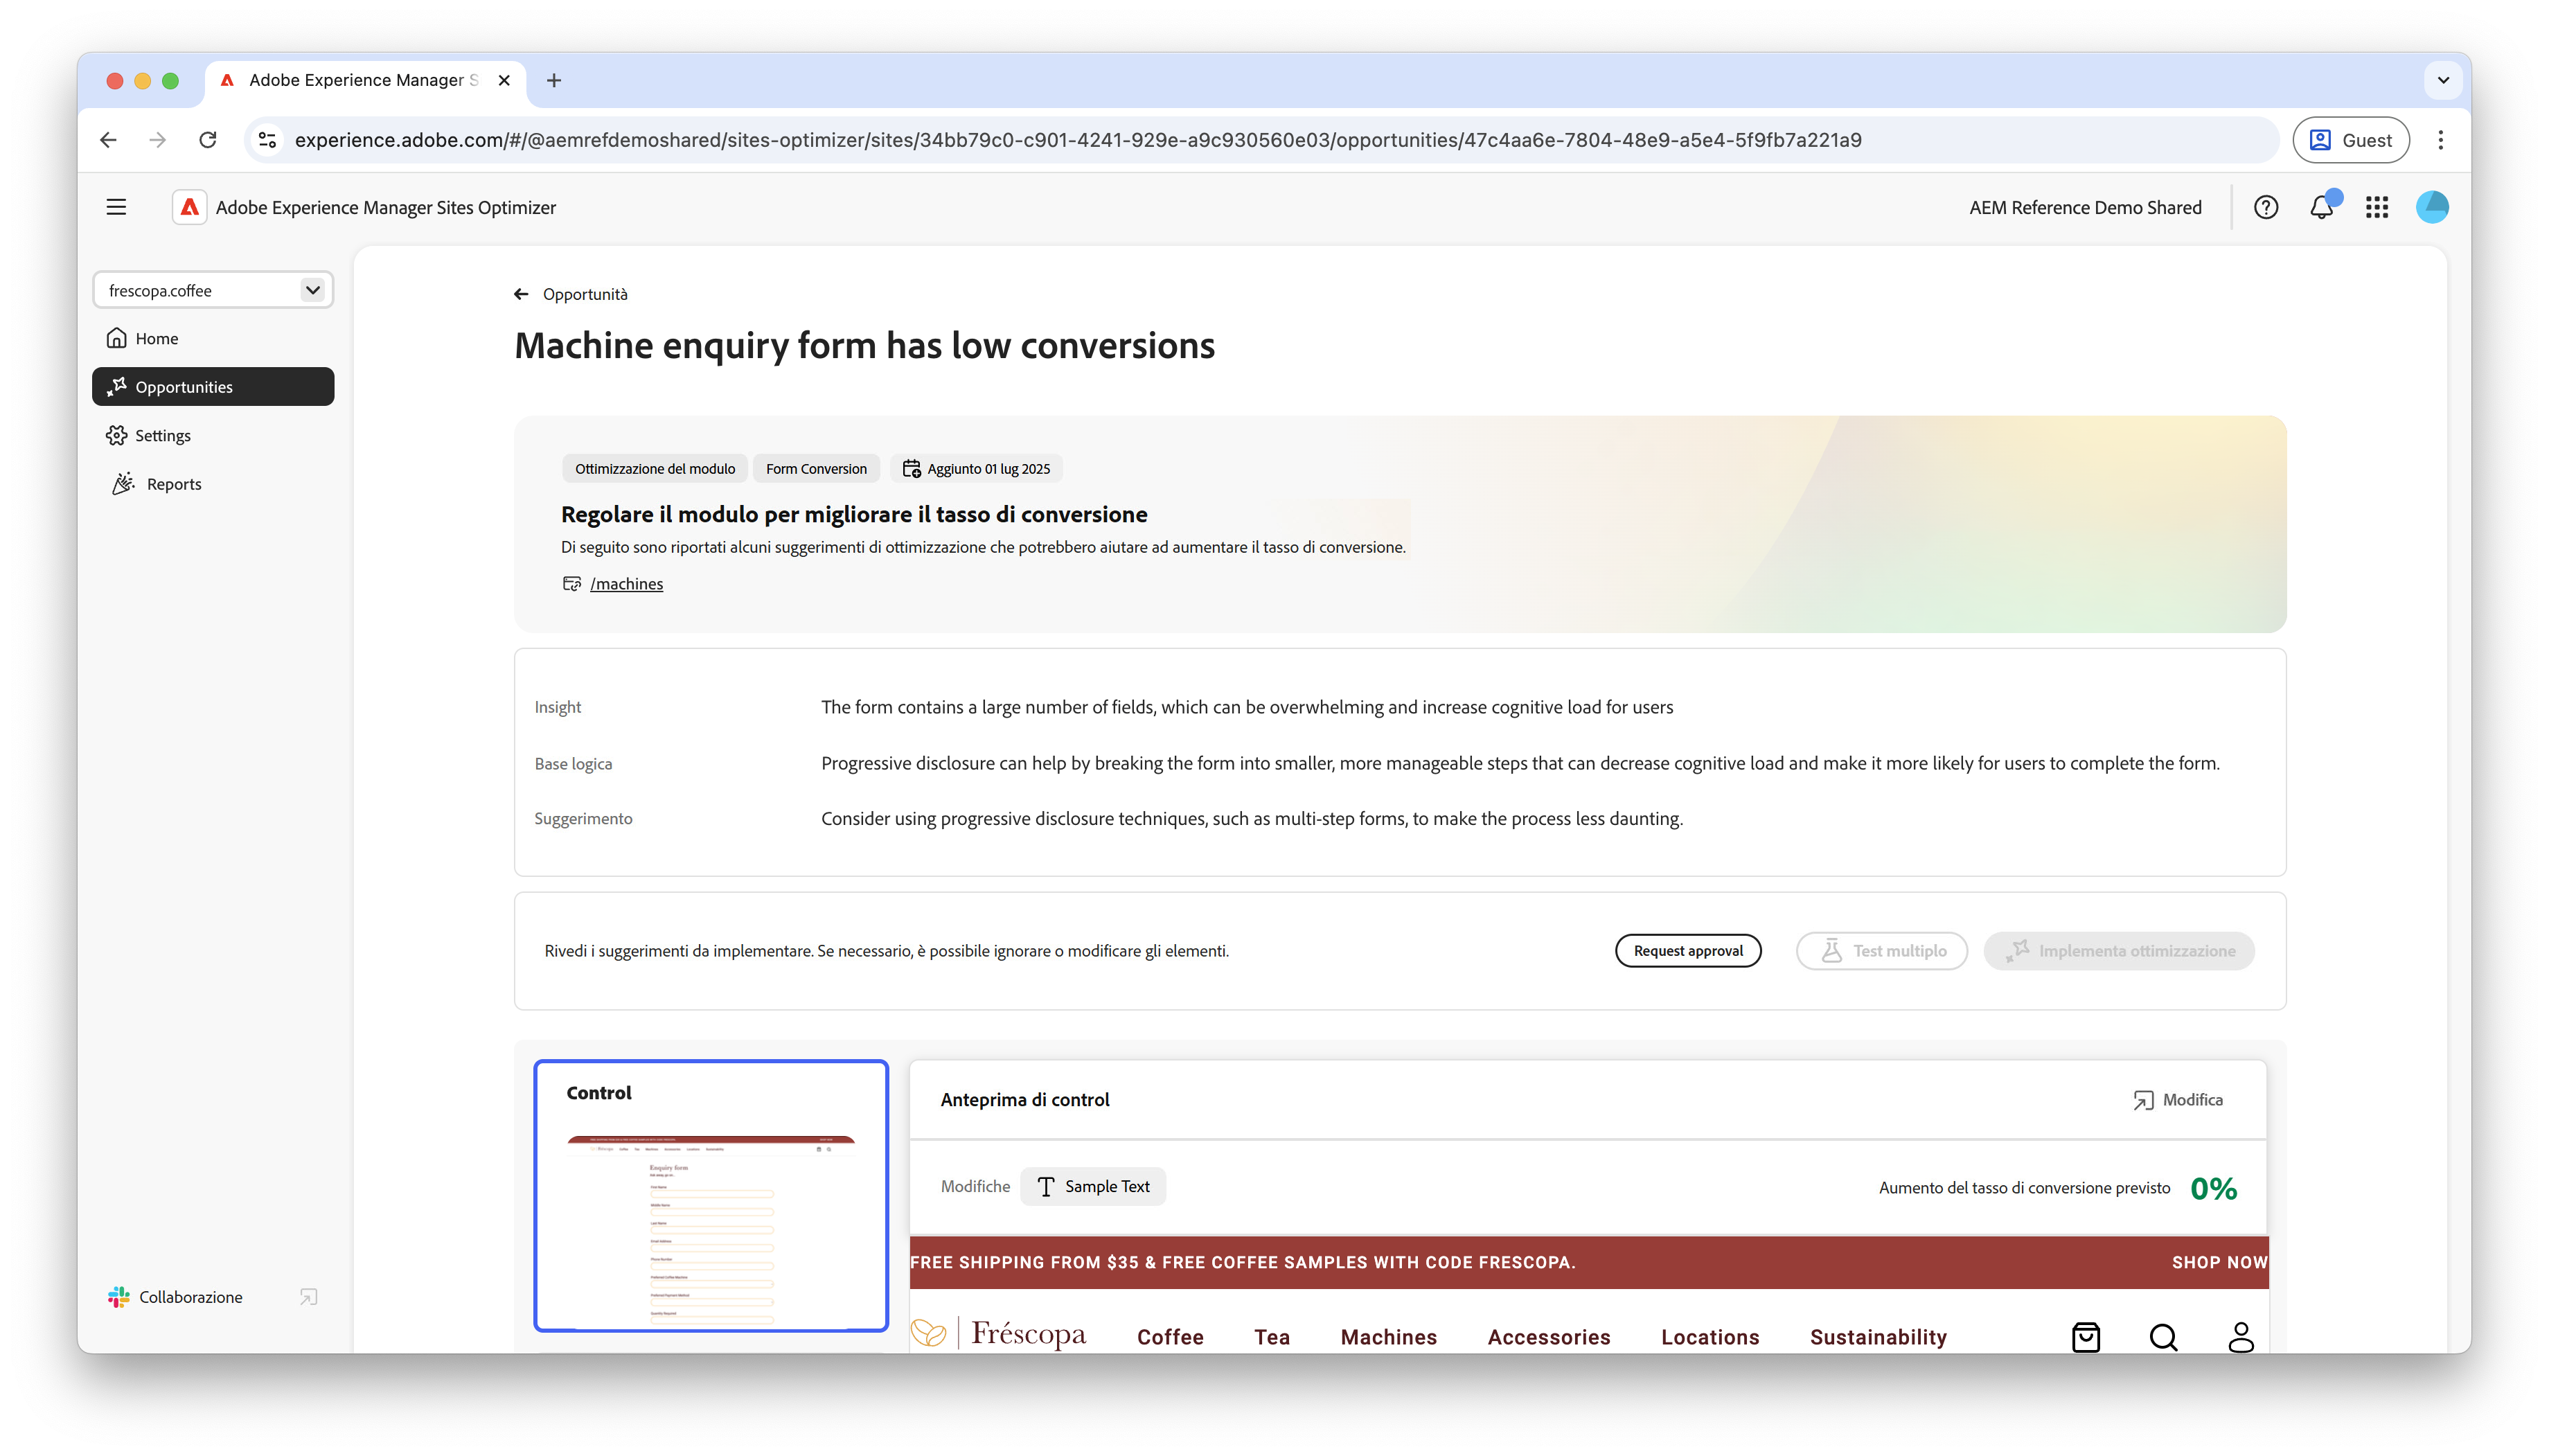 Adobe Experience Manager S
experience.adobe.com/#/@aemrefdemoshared/sites-optimizer/sites/34bb79c0-c901-4241-929e-a9c930560e03/opportunities/47c4aa6e-7804-48e9-a5e4-5f9fb7a221a9
Guest
Adobe Experience Manager Sites Optimizer
AEM Reference Demo Shared
frescopa.coffee
Home
Opportunities
Settings
Reports
Collaborazione
Opportunità
Machine enquiry form has low conversions
Ottimizzazione del modulo
Form Conversion
Aggiunto 01 lug 2025
Regolare il modulo per migliorare il tasso di conversione
Di seguito sono riportati alcuni suggerimenti di ottimizzazione che potrebbero aiutare ad aumentare il tasso di conversione.
/machines
Insight
The form contains a large number of fields, which can be overwhelming and increase cognitive load for users
Base logica
Progressive disclosure can help by breaking the form into smaller, more manageable steps that can decrease cognitive load and make it more likely for users to complete the form.
Suggerimento
Consider using progressive disclosure techniques, such as multi-step forms, to make the process less daunting.
Rivedi i suggerimenti da implementare. Se necessario, è possibile ignorare o modificare gli elementi.
Request approval
Test multiplo
Implementa ottimizzazione
Control
Enquiry form
Anteprima di control
Modifica
Modifiche
Sample Text
Aumento del tasso di conversione previsto
0%
FREE SHIPPING FROM $35 & FREE COFFEE SAMPLES WITH CODE FRESCOPA.
SHOP NOW
Fréscopa
Coffee
Tea
Machines
Accessories
Locations
Sustainability